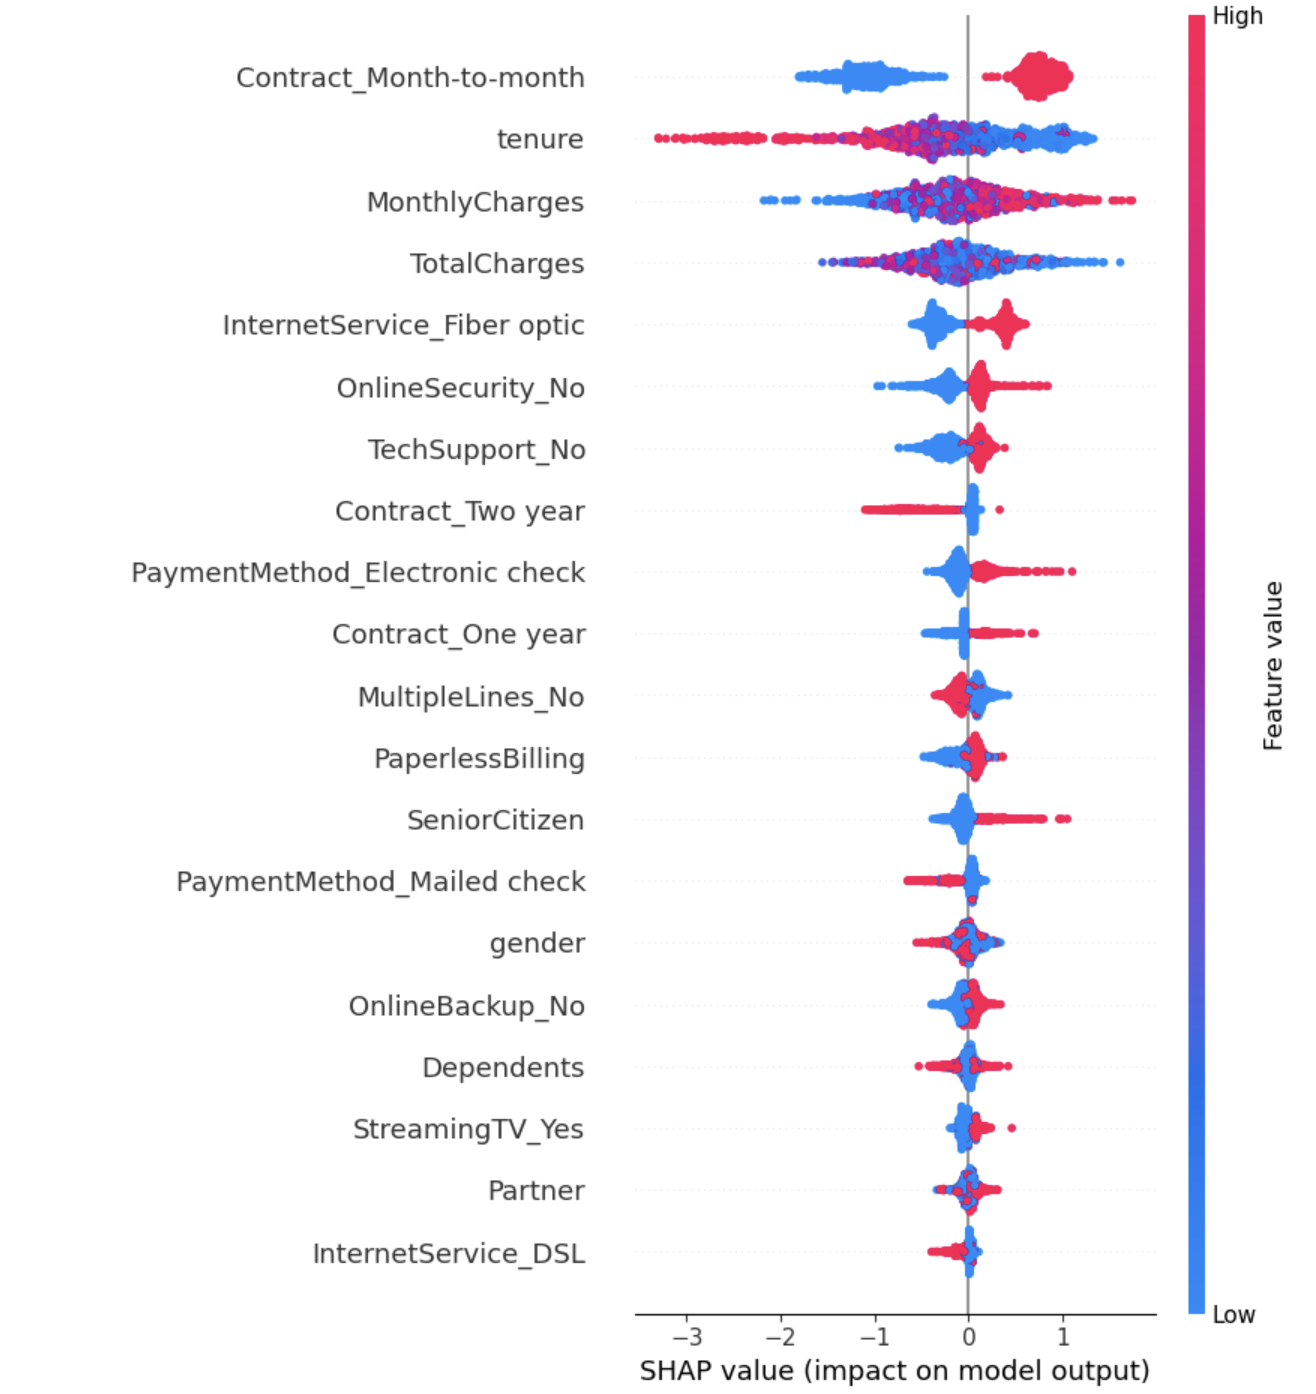 High
Contract_Month-to-month
tenure
MonthlyCharges
TotalCharges
InternetService_Fiber optic
OnlineSecurity_No
TechSupport_No
Contract_Two year
PaymentMethod_Electronic check
Contract_One year
MultipleLines_No
PaperlessBilling
SeniorCitizen
PaymentMethod_Mailed check
gender
OnlineBackup_No
Dependents
StreamingTV_Yes
Partner
InternetService_DSL
Feature value
Low
−3 −2 −1 0 1
SHAP value (impact on model output)